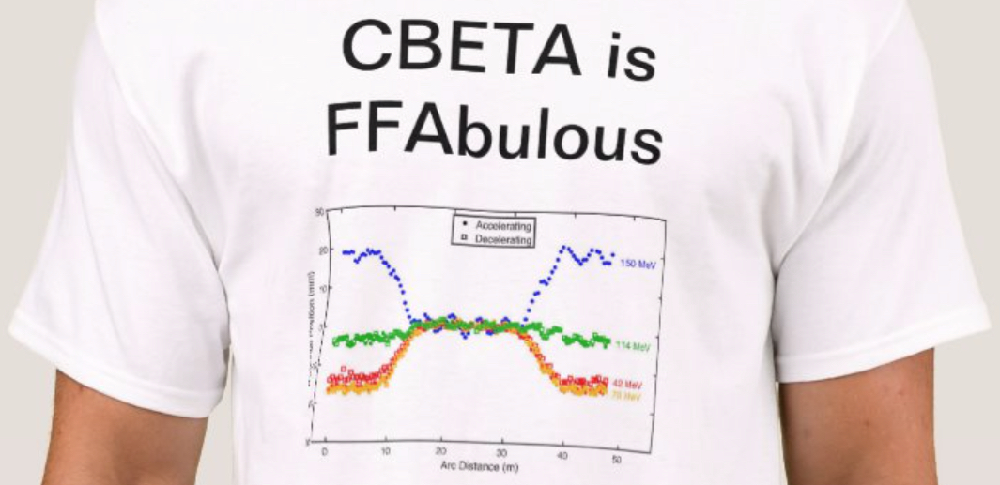 CBETA is
FFAbulous
30
Accelerating
Decelerating
20
150 MeV
10
114 MeV
42 MeV
78 MeV
0 10 20 30 40 50
Arc Distance (m)